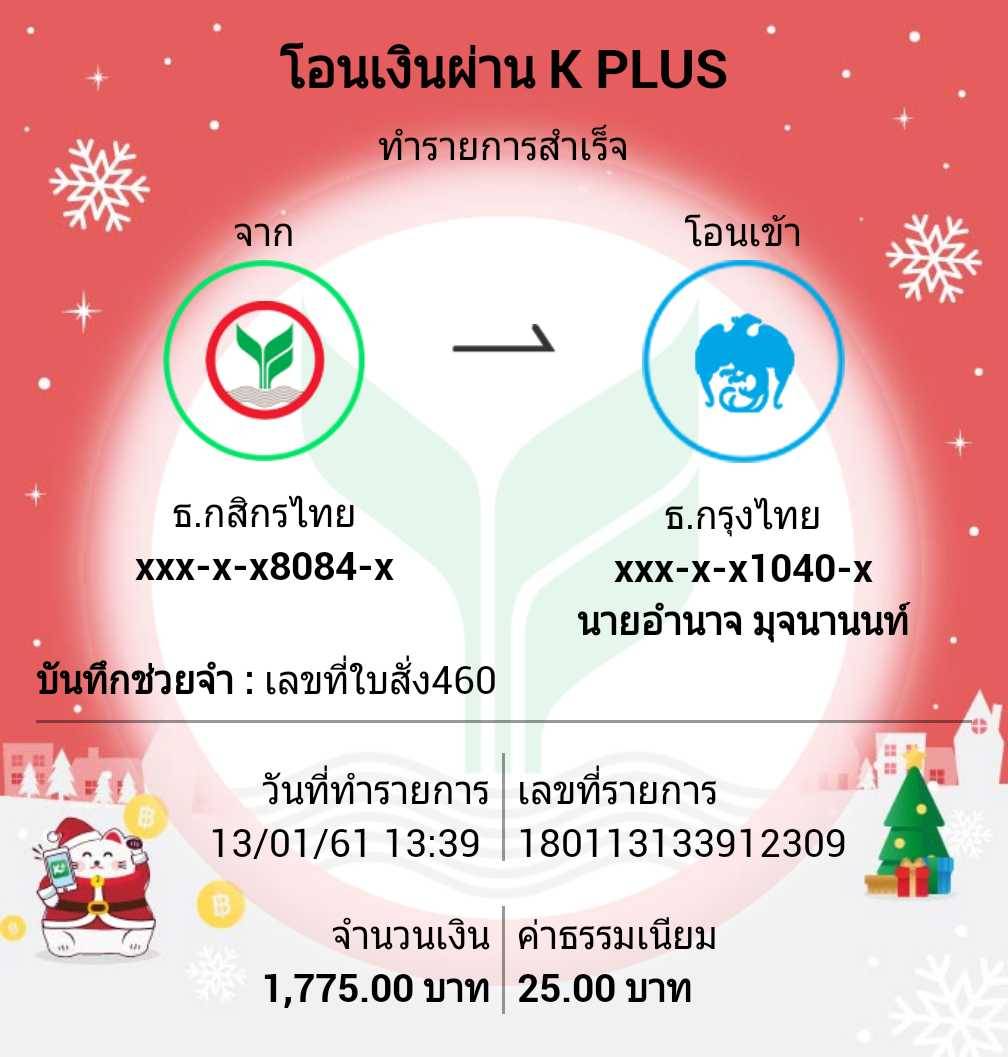 โอนเงินผ่าน K PLUS
ทำรายการสำเร็จ
จาก
โอนเข้า
ธ.กสิกรไทย
xxx-x-x8084-x
ธ.กรุงไทย
xxx-x-x1040-x
นายอำนาจ มุจนานนท์
บันทึกช่วยจำ : เลขที่ใบสั่ง460
วันที่ทำรายการ
13/01/61 13:39
เลขที่รายการ
180113133912309
จำนวนเงิน
1,775.00 บาท
ค่าธรรมเนียม
25.00 บาท